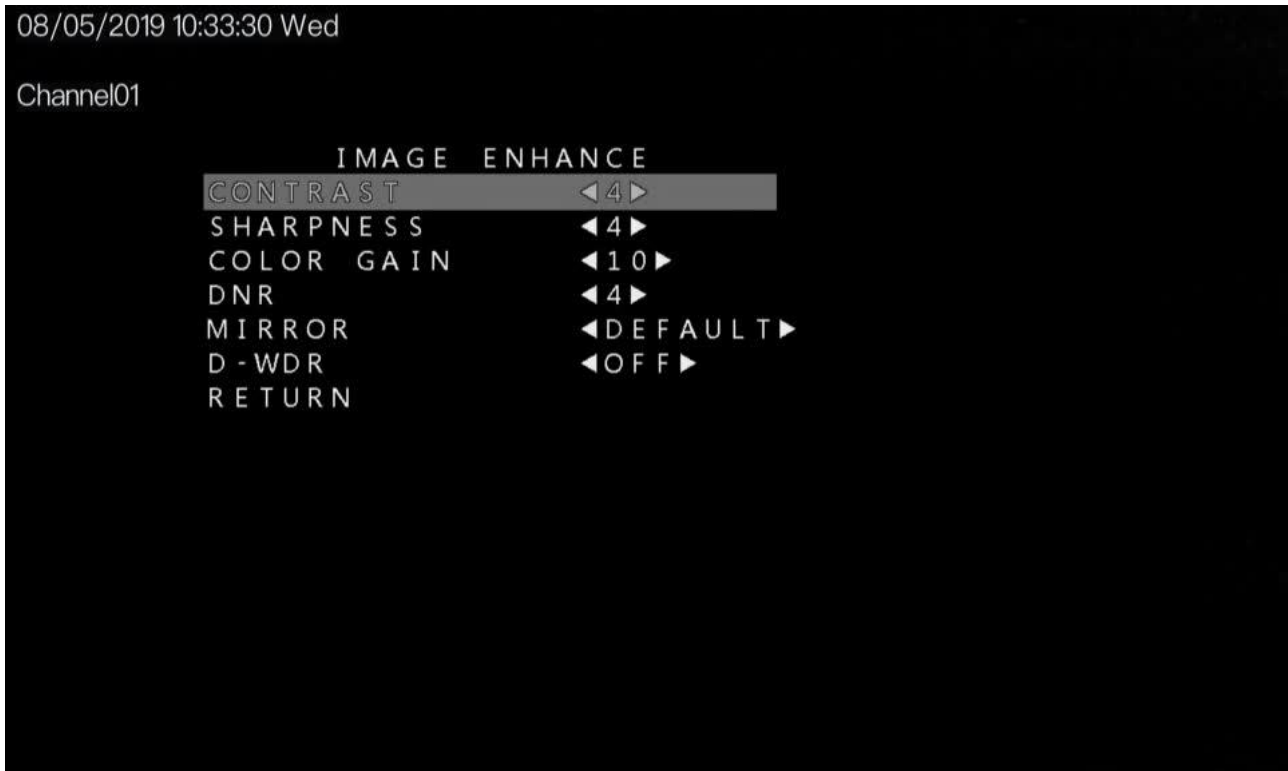 08/05/2019 10:33:30 Wed
Channel01
IMAGE ENHANCE
CONTRAST ◀4▶
SHARPNESS ◀4▶
COLOR GAIN ◀10▶
DNR ◀4▶
MIRROR ◀DEFAULT▶
D-WDR ◀OFF▶
RETURN